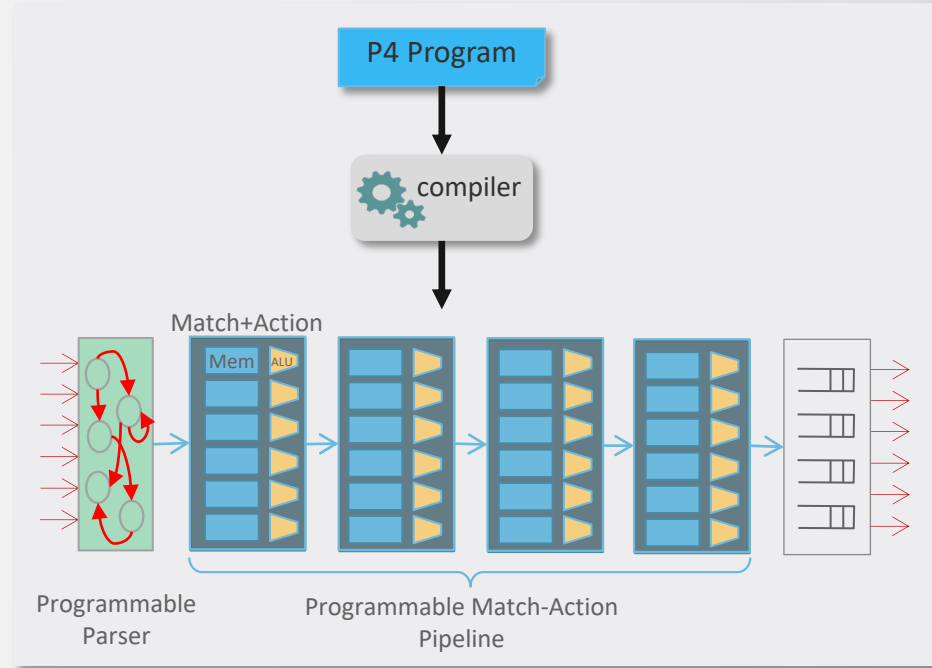 P4 Program
compiler
Match+Action
Mem
ALU
Programmable
Parser
Programmable Match-Action
Pipeline